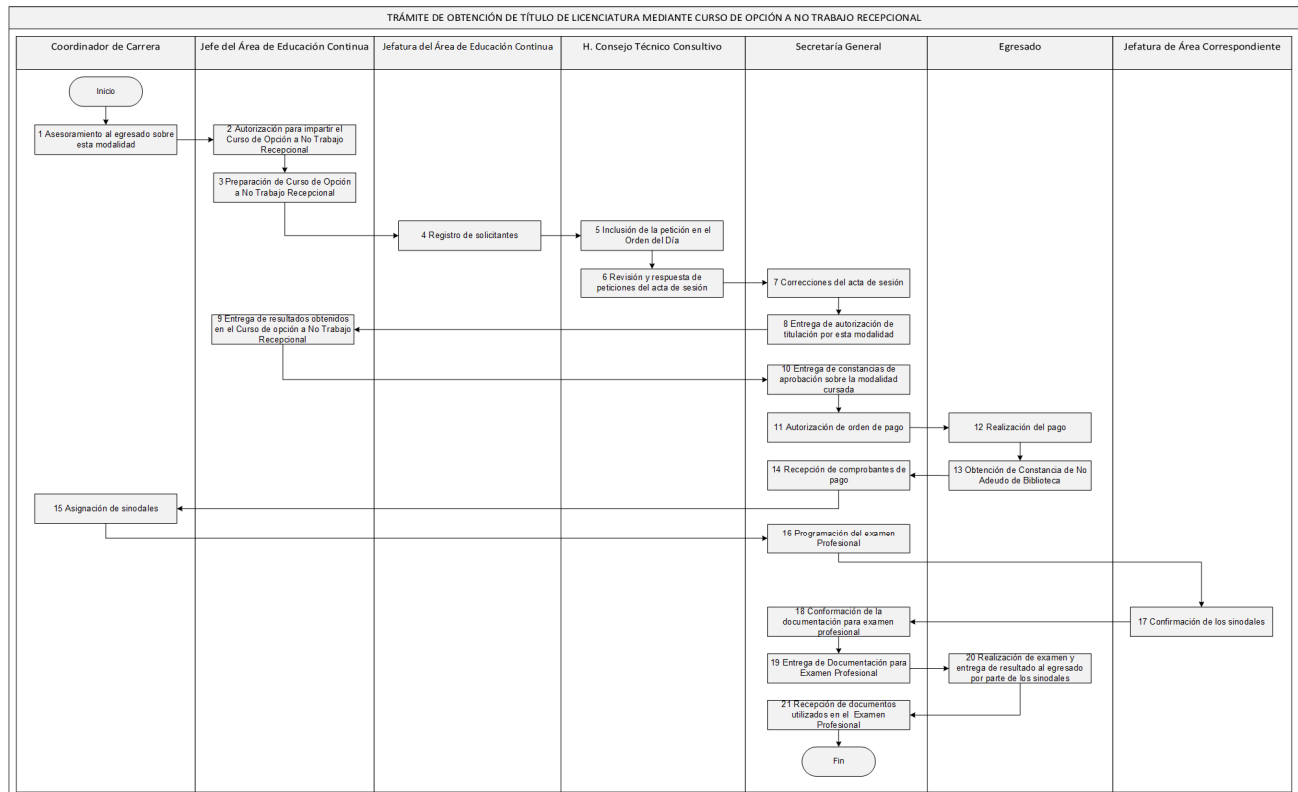 TRÁMITE DE OBTENCIÓN DE TÍTULO DE LICENCIATURA MEDIANTE CURSO DE OPCIÓN A NO TRABAJO RECEPCIONAL
Coordinador de Carrera
Jefe del Área de Educación Continua
Jefatura del Área de Educación Continua
H. Consejo Técnico Consultivo
Secretaría General
Egresado
Jefatura de Área Correspondiente
Inicio
1 Asesoramiento al egresado sobre
esta modalidad
2 Autorización para impartir el
Curso de Opción a No Trabajo
Recepcional
3 Preparación de Curso de Opción
a No Trabajo Recepcional
4 Registro de solicitantes
5 Inclusión de la petición en el
Orden del Día
6 Revisión y respuesta de
peticiones del acta de sesión
7 Correcciones del acta de sesión
8 Entrega de autorización de
titulación por esta modalidad
9 Entrega de resultados obtenidos
en el Curso de opción a No Trabajo
Recepcional
10 Entrega de constancias de
aprobación sobre la modalidad
cursada
11 Autorización de orden de pago
12 Realización del pago
13 Obtención de Constancia de No
Adeudo de Biblioteca
14 Recepción de comprobantes de
pago
15 Asignación de sinodales
16 Programación del examen
Profesional
17 Confirmación de los sinodales
18 Conformación de la
documentación para examen
profesional
19 Entrega de Documentación para
Examen Profesional
20 Realización de examen y
entrega de resultado al egresado
por parte de los sinodales
21 Recepción de documentos
utilizados en el Examen
Profesional
Fin